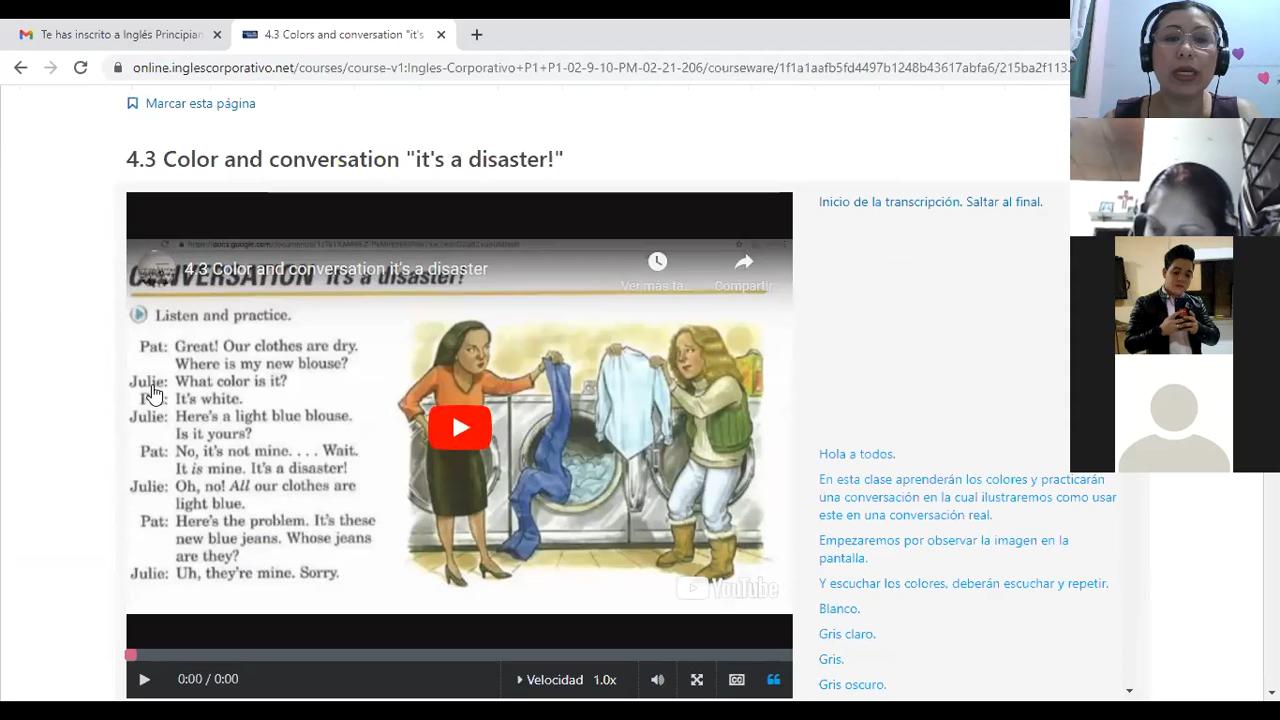 Te has inscrito a Inglés Principian
4.3 Colors and conversation "it's
online.inglescorporativo.net/courses/course-v1:Ingles-Corporativo+P1+P1-02-9-10-PM-02-21-206/courseware/1f1a1aafb5fd4497b1248b43617abfa6/215ba2f113.
Marcar esta página
4.3 Color and conversation "it's a disaster!"
Inicio de la transcripción. Saltar al final.
4.3 Color and conversation it's a disaster
Ver más ta...
Compartir
it's a disaster!
Listen and practice.
Pat: Great! Our clothes are dry.
Where is my new blouse?
Julie: What color is it?
It's white.
Julie: Here's a light blue blouse.
Is it yours?
Pat: No, it's not mine. . . . Wait.
It is mine. It's a disaster!
Julie: Oh, no! All our clothes are
light blue.
Pat: Here's the problem. It's these
new blue jeans. Whose jeans
are they?
Julie: Uh, they're mine. Sorry.
YouTube
Hola a todos.
En esta clase aprenderán los colores y practicarán
una conversación en la cual ilustraremos como usar
este en una conversación real.
Empezaremos por observar la imagen en la
pantalla.
Y escuchar los colores, deberán escuchar y repetir.
Blanco.
Gris claro.
Gris.
Gris oscuro.
0:00 / 0:00
Velocidad 1.0x